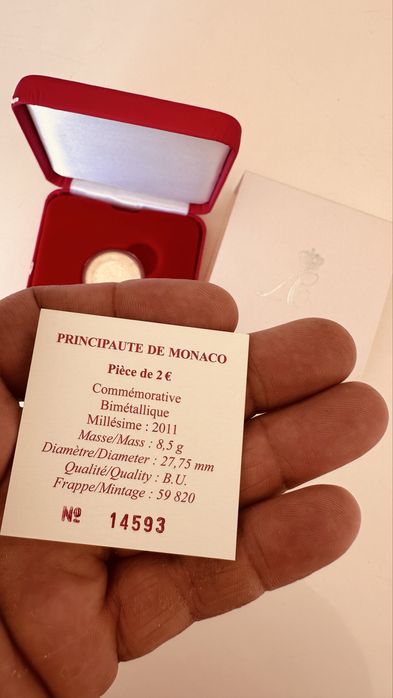 PRINCIPAUTE DE MONACO
Pièce de 2 €
Commémorative
Bimétallique
Millésime : 2011
Masse/Mass : 8,5 g
Diamètre/Diameter : 27,75 mm
Qualité/Quality : B.U.
Frappe/Mintage : 59 820
Nº 14593